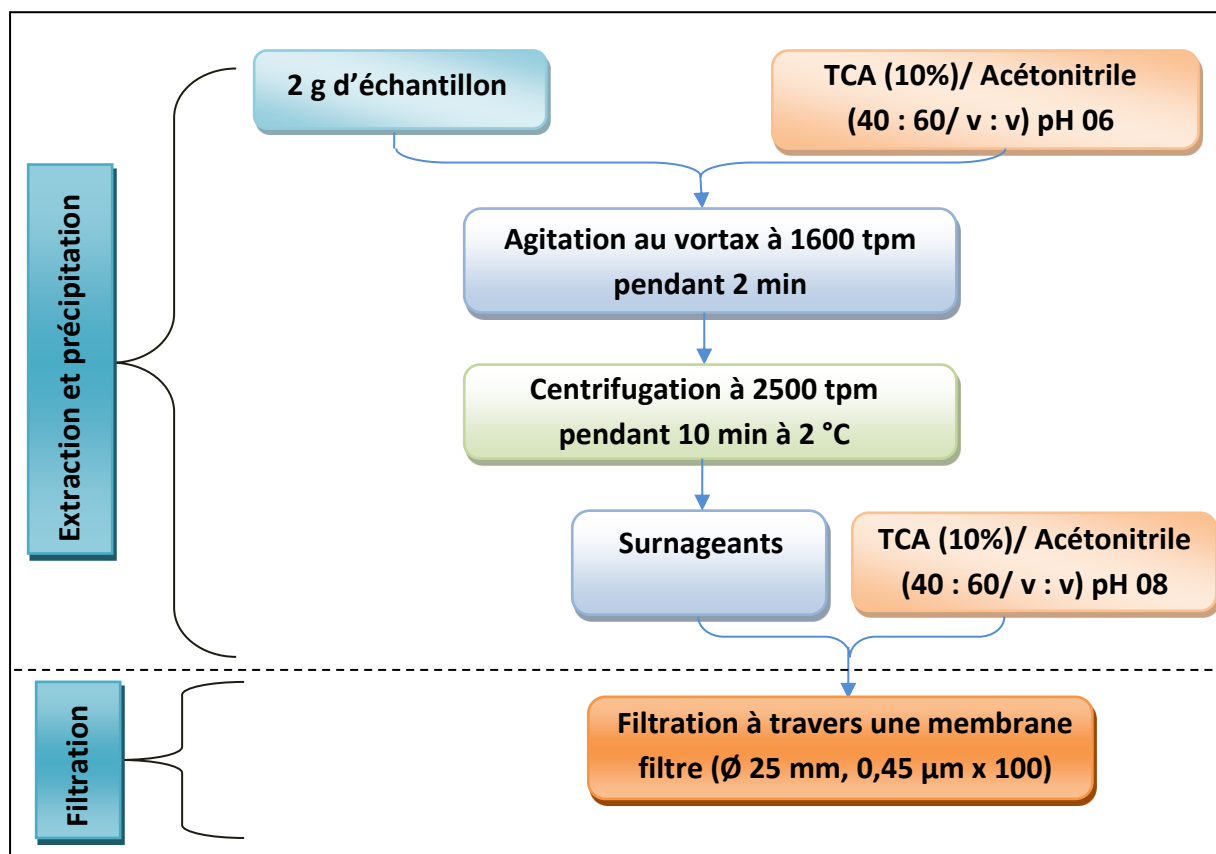 Extraction et précipitation
2 g d’échantillon
TCA (10%)/ Acétonitrile
(40 : 60/ v : v) pH 06
Agitation au vortax à 1600 tpm
pendant 2 min
Centrifugation à 2500 tpm
pendant 10 min à 2 °C
Surnageants
TCA (10%)/ Acétonitrile
(40 : 60/ v : v) pH 08
Filtration
Filtration à travers une membrane
filtre (Ø 25 mm, 0,45 µm x 100)